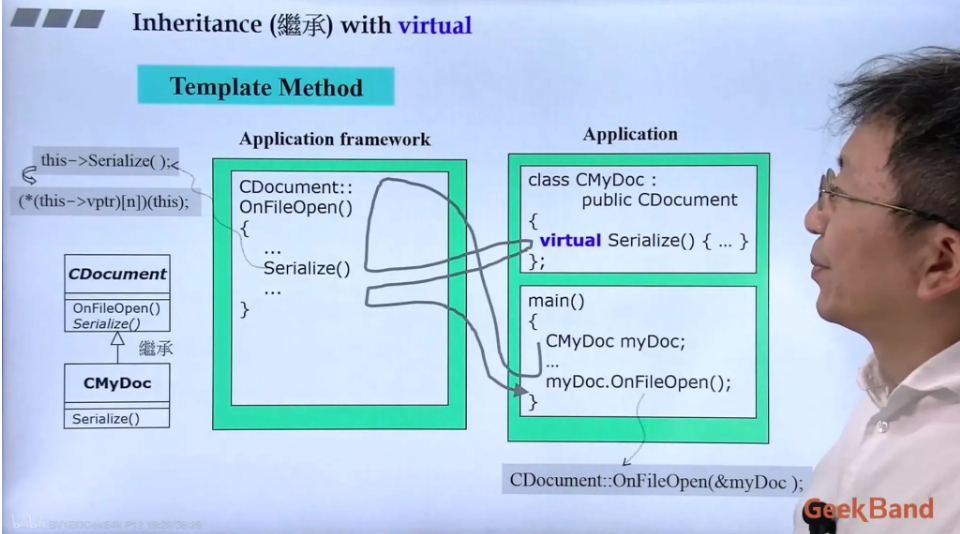 Inheritance (繼承) with virtual
Template Method
Application framework
Application
this->Serialize( );
(*(this->vptr)[n])(this);
CDocument::
OnFileOpen()
{
...
Serialize()
...
}
class CMyDoc :
public CDocument
{
virtual Serialize() { ... }
};
main()
{
CMyDoc myDoc;
...
myDoc.OnFileOpen();
}
CDocument
OnFileOpen()
Serialize()
繼承
CMyDoc
Serialize()
CDocument::OnFileOpen(&myDoc );
GeekBand